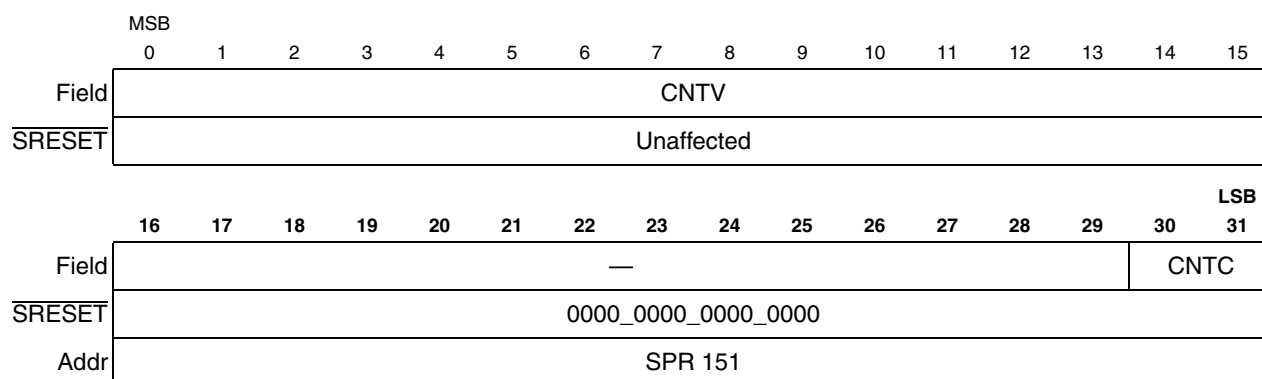 MSB
0 1 2 3 4 5 6 7 8 9 10 11 12 13 14 15
Field CNTV
SRESET Unaffected
LSB
16 17 18 19 20 21 22 23 24 25 26 27 28 29 30 31
Field — CNTC
SRESET 0000_0000_0000_0000
Addr SPR 151